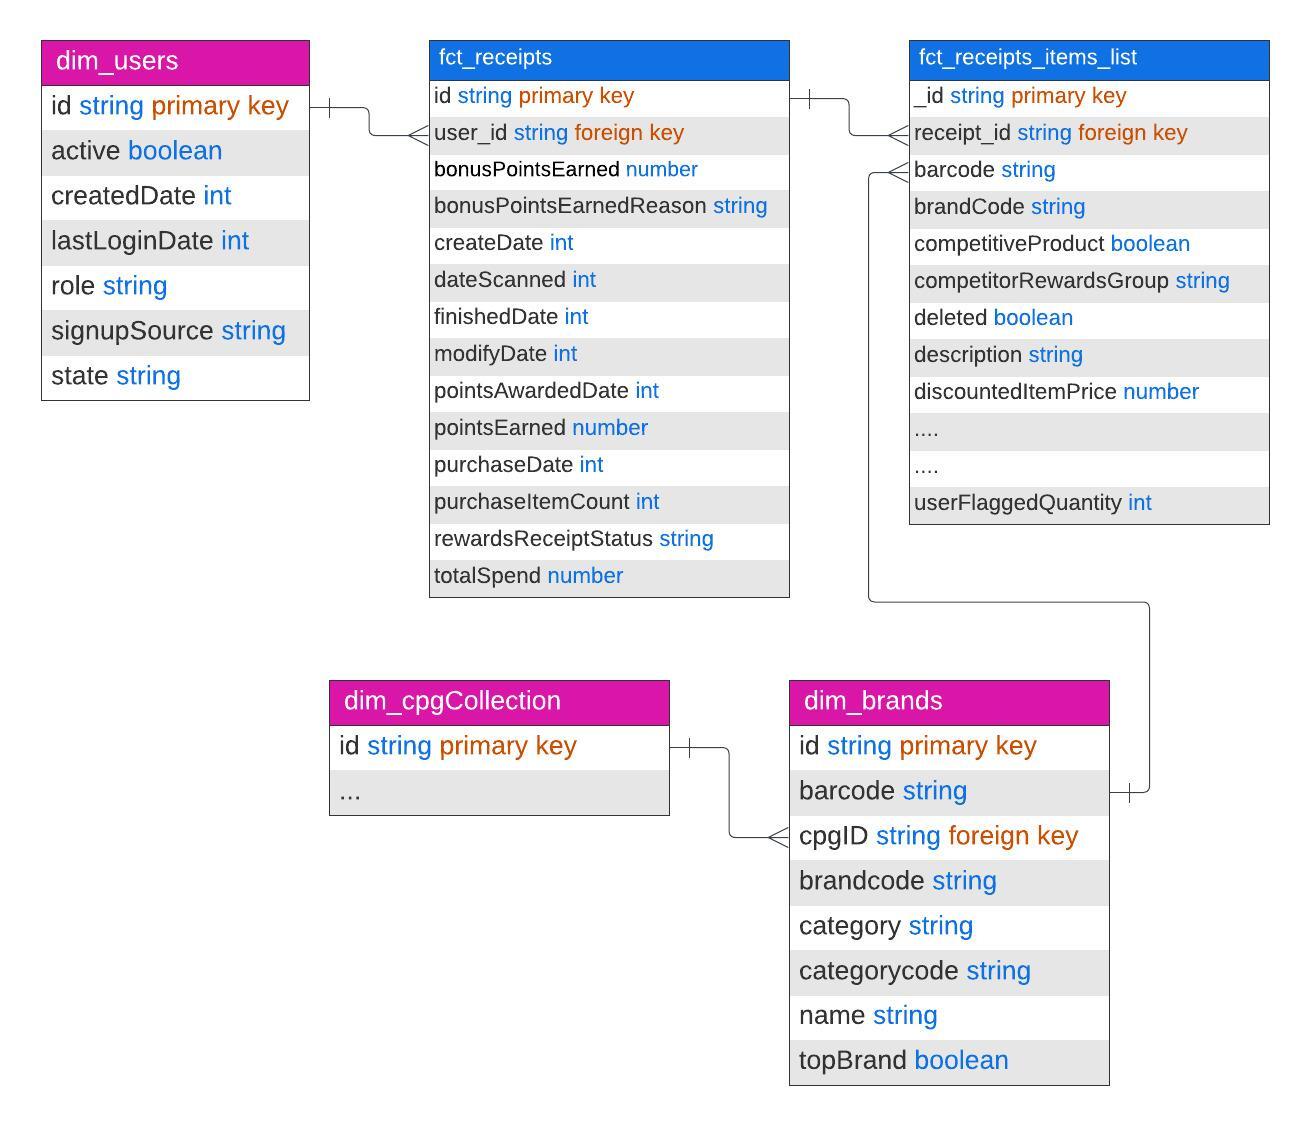 dim_users
id string primary key
active boolean
createdDate int
lastLoginDate int
role string
signupSource string
state string
fct_receipts
id string primary key
user_id string foreign key
bonusPointsEarned number
bonusPointsEarnedReason string
createDate int
dateScanned int
finishedDate int
modifyDate int
pointsAwardedDate int
pointsEarned number
purchaseDate int
purchaseItemCount int
rewardsReceiptStatus string
totalSpend number
fct_receipts_items_list
_id string primary key
receipt_id string foreign key
barcode string
brandCode string
competitiveProduct boolean
competitorRewardsGroup string
deleted boolean
description string
discountedItemPrice number
....
....
userFlaggedQuantity int
dim_cpgCollection
id string primary key
...
dim_brands
id string primary key
barcode string
cpgID string foreign key
brandcode string
category string
categorycode string
name string
topBrand boolean